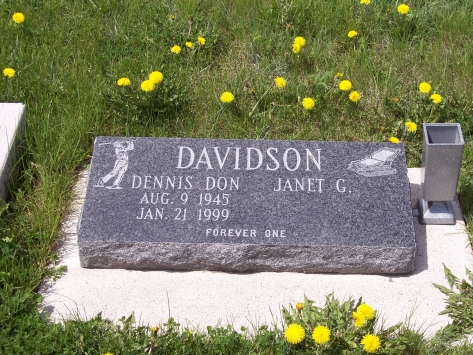 DAVIDSON
DENNIS DON JANET G.
AUG. 9 1945
JAN. 21 1999
FOREVER ONE